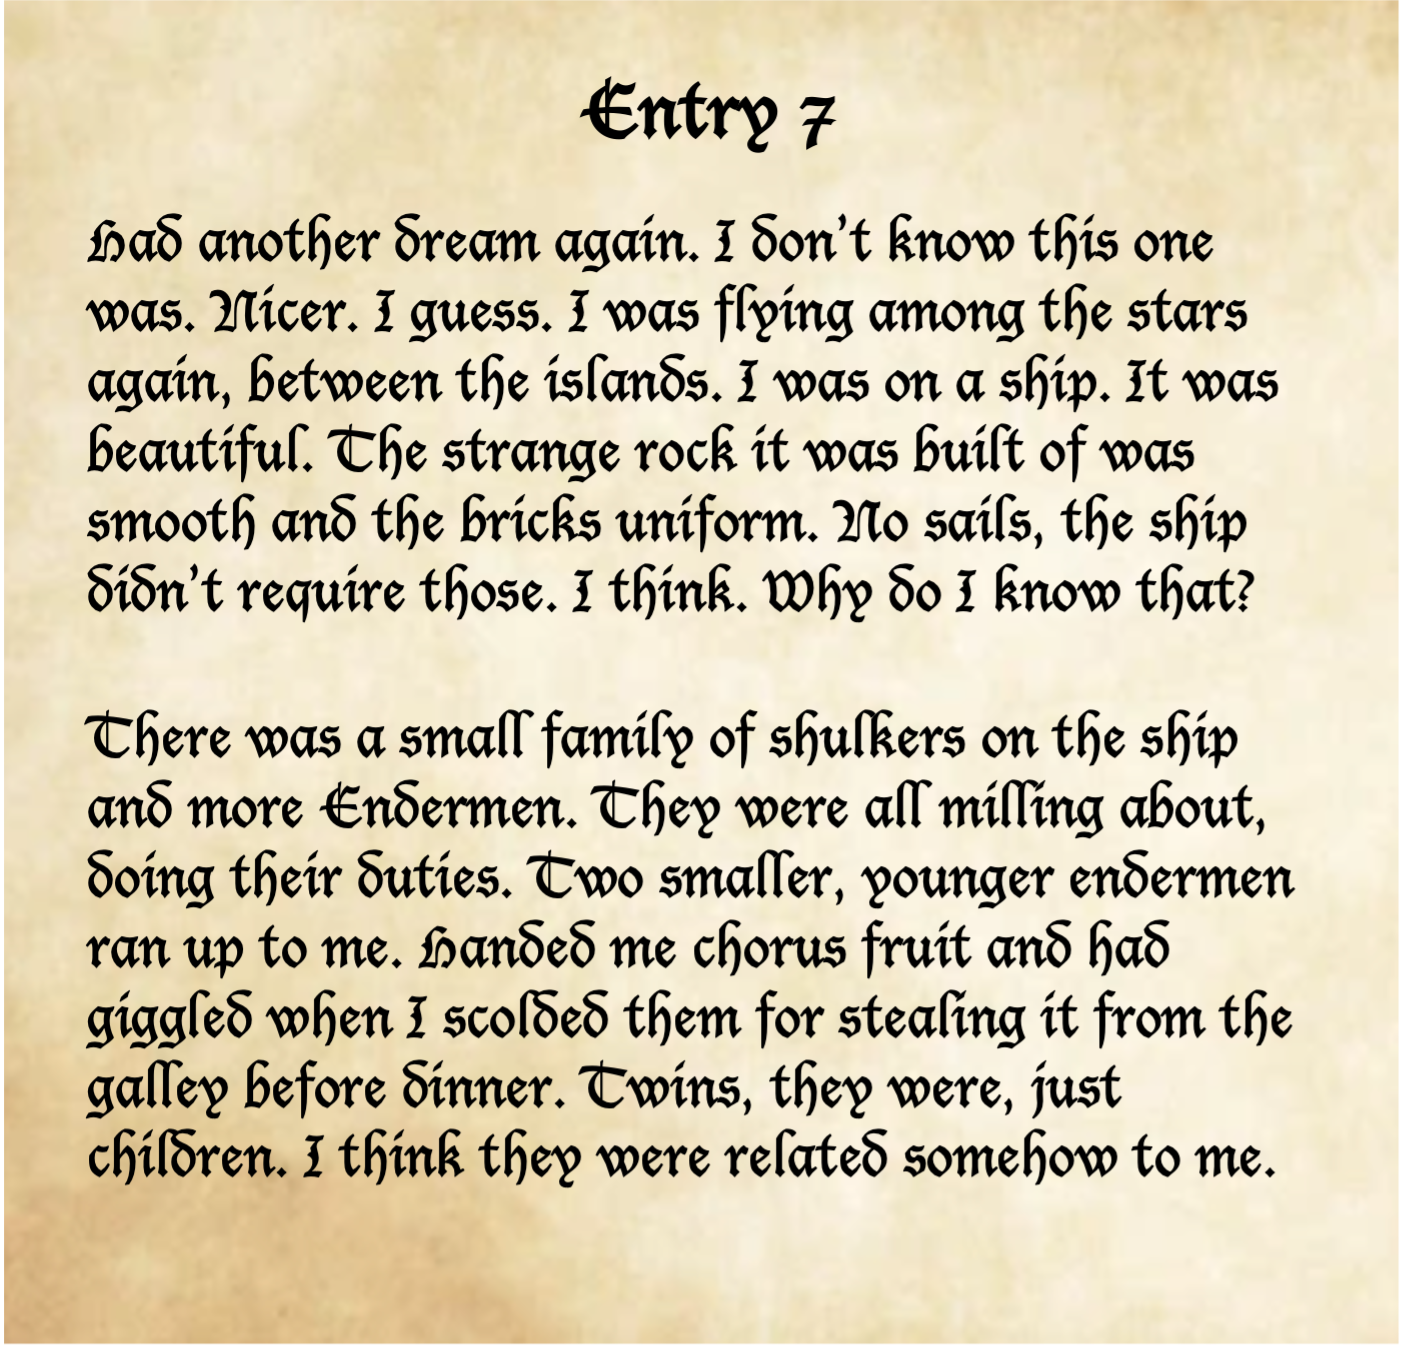 Entry 7
Had another dream again. I don't know this one
was. Nicer. I guess. I was flying among the stars
again, between the islands. I was on a ship. It was
beautiful. The strange rock it was built of was
smooth and the bricks uniform. No sails, the ship
didn't require those. I think. Why do I know that?
There was a small family of shulkers on the ship
and more Endermen. They were all milling about,
doing their duties. Two smaller, younger endermen
ran up to me. Handed me chorus fruit and had
giggled when I scolded them for stealing it from the
galley before dinner. Twins, they were, just
children. I think they were related somehow to me.